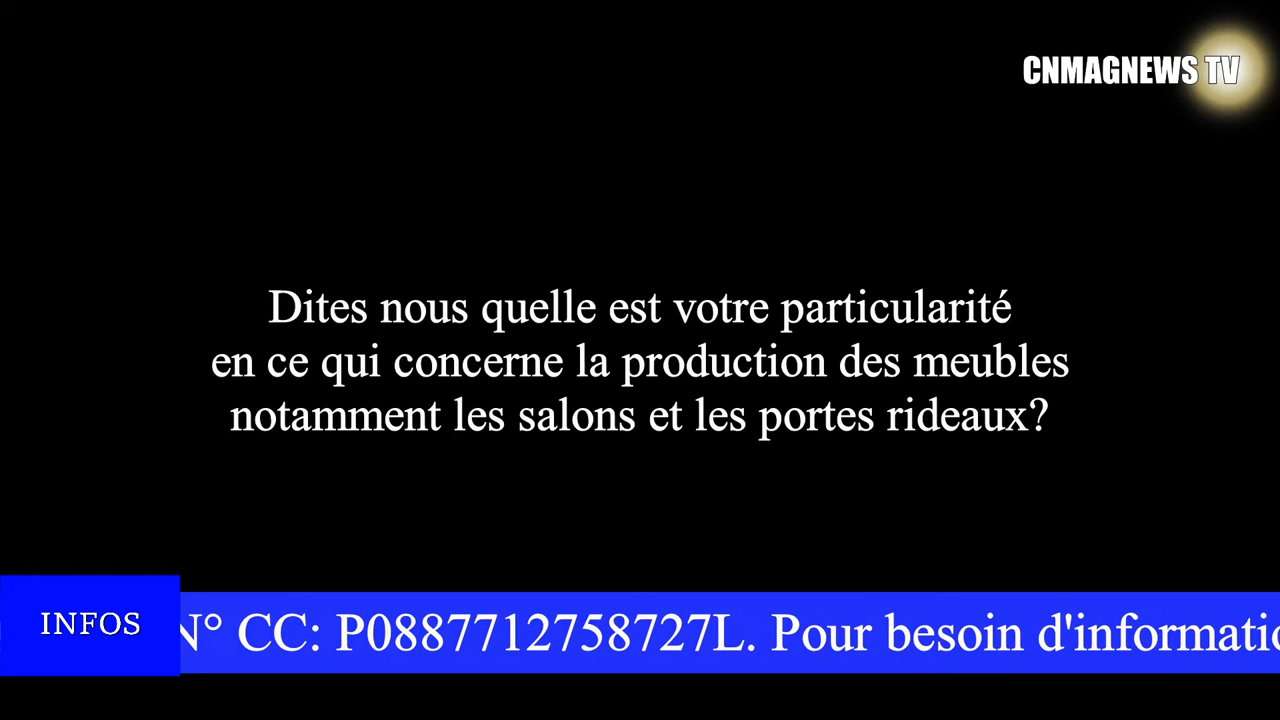 CNMAGNEWS TV
Dites nous quelle est votre particularité
en ce qui concerne la production des meubles
notamment les salons et les portes rideaux?
INFOS
N° CC: P0887712758727L. Pour besoin d'informatio